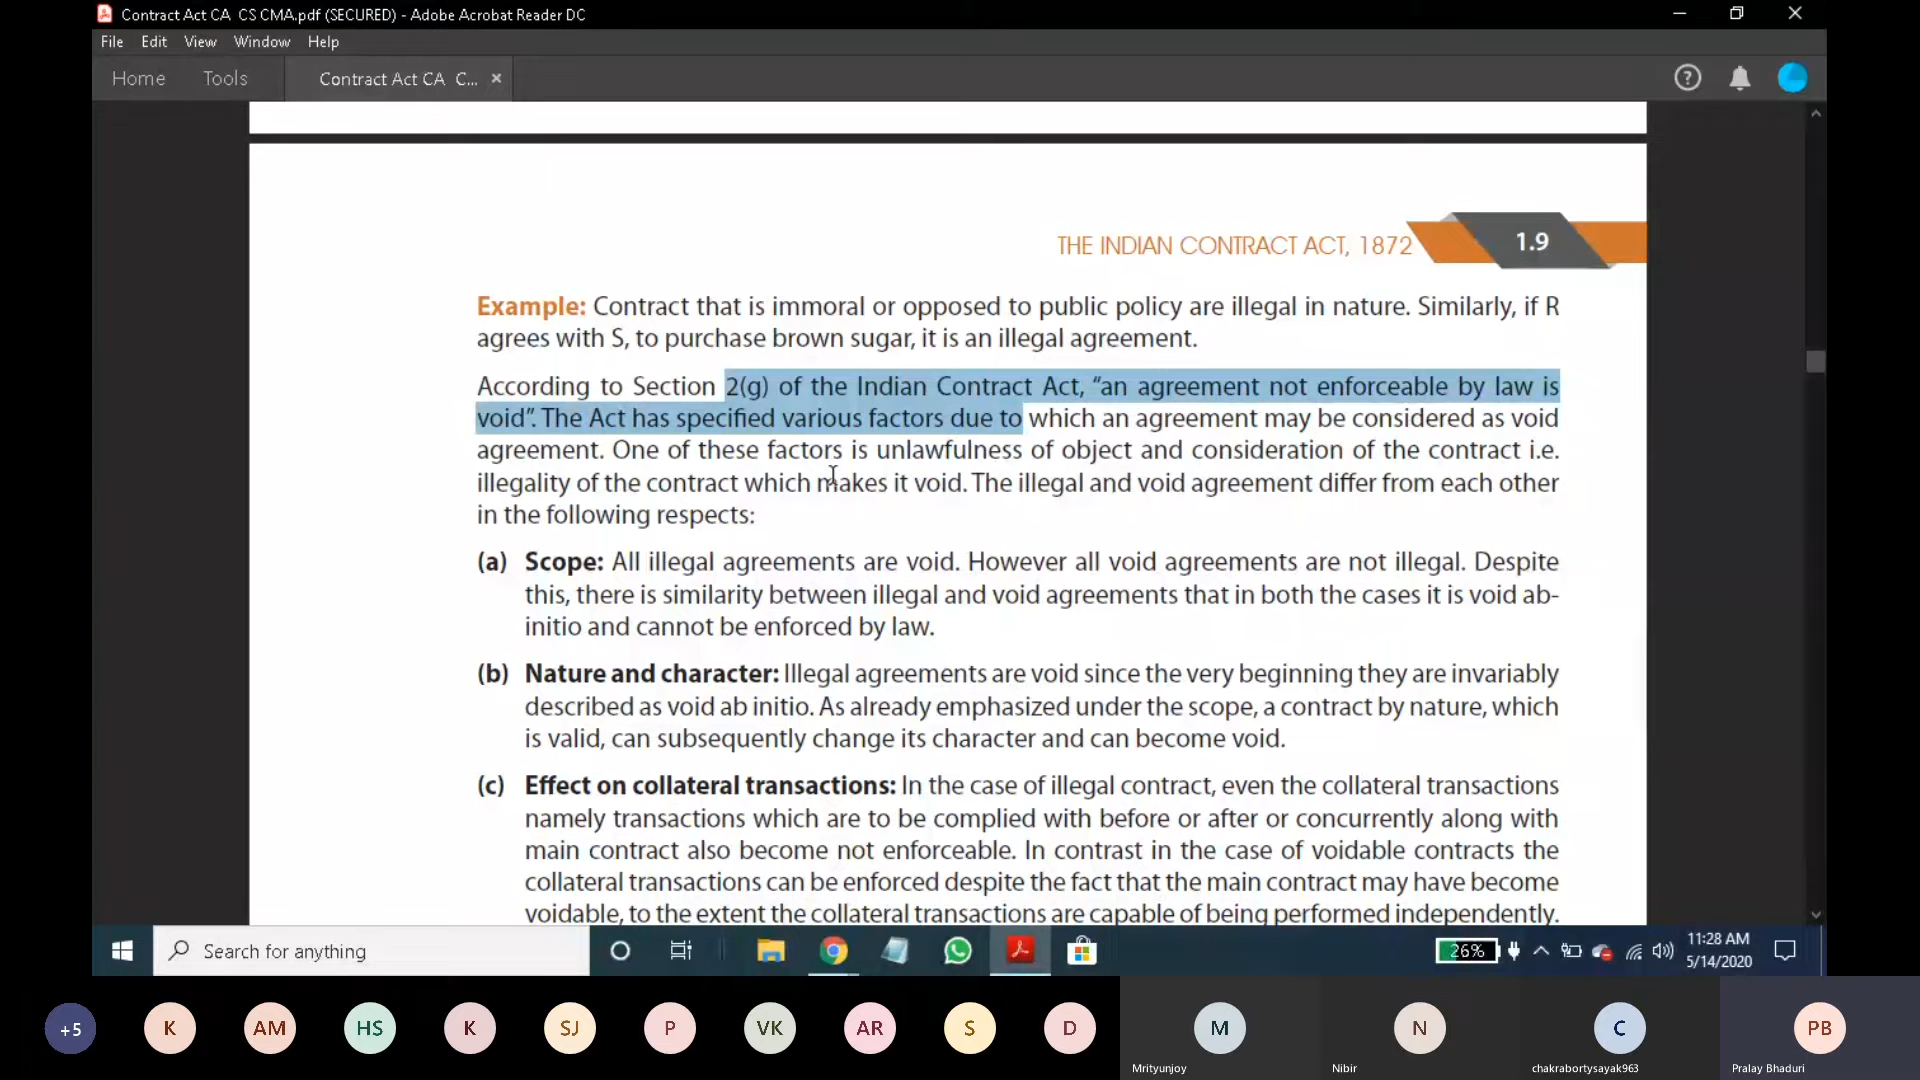 Contract Act CA CS CMA.pdf (SECURED) - Adobe Acrobat Reader DC
File Edit View Window Help
Home Tools Contract Act CA C... ×
THE INDIAN CONTRACT ACT, 1872 1.9
Example: Contract that is immoral or opposed to public policy are illegal in nature. Similarly, if R
agrees with S, to purchase brown sugar, it is an illegal agreement.
According to Section 2(g) of the Indian Contract Act, “an agreement not enforceable by law is
void”. The Act has specified various factors due to which an agreement may be considered as void
agreement. One of these factors is unlawfulness of object and consideration of the contract i.e.
illegality of the contract which makes it void. The illegal and void agreement differ from each other
in the following respects:
(a) Scope: All illegal agreements are void. However all void agreements are not illegal. Despite
this, there is similarity between illegal and void agreements that in both the cases it is void ab-
initio and cannot be enforced by law.
(b) Nature and character: Illegal agreements are void since the very beginning they are invariably
described as void ab initio. As already emphasized under the scope, a contract by nature, which
is valid, can subsequently change its character and can become void.
(c) Effect on collateral transactions: In the case of illegal contract, even the collateral transactions
namely transactions which are to be complied with before or after or concurrently along with
main contract also become not enforceable. In contrast in the case of voidable contracts the
collateral transactions can be enforced despite the fact that the main contract may have become
voidable, to the extent the collateral transactions are capable of being performed independently.
Search for anything
26%
11:28 AM
5/14/2020
+5 K AM HS K SJ P VK AR S D M N C PB
Mrityunjoy Nibir chakrabortysayak963 Pralay Bhaduri